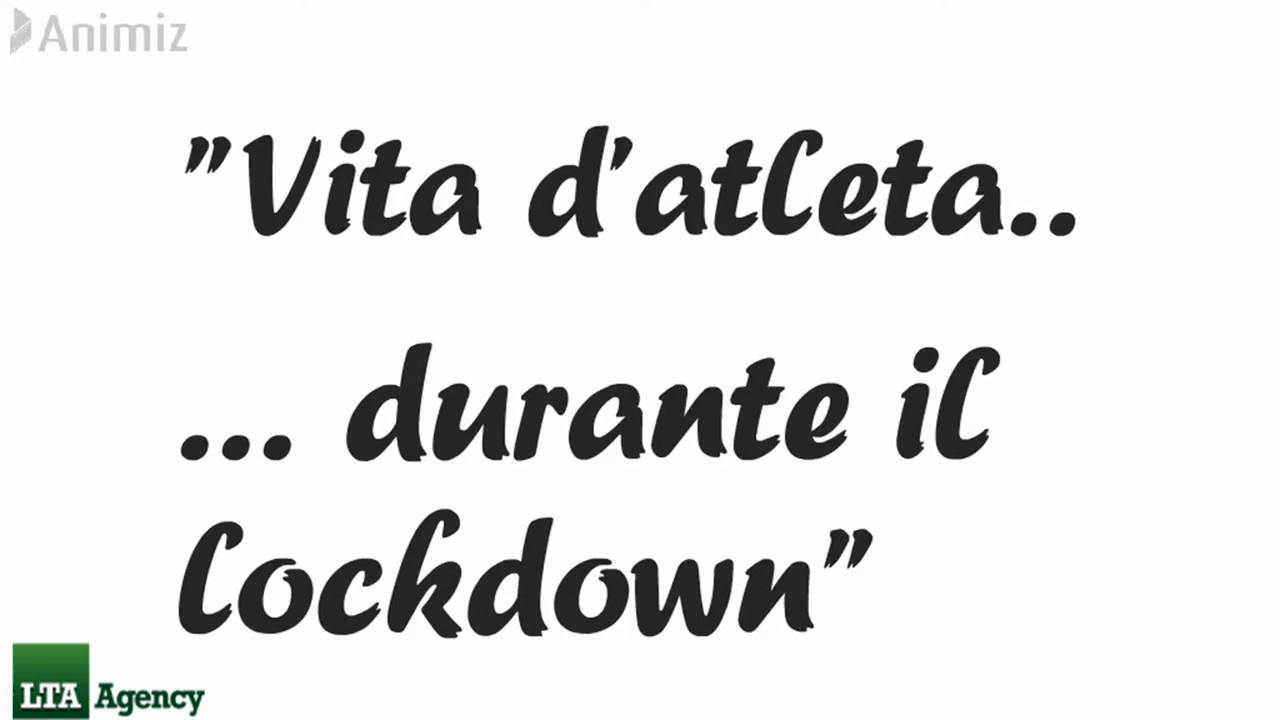 Animiz
"Vita d'atleta..
... durante il
lockdown"
LTA Agency